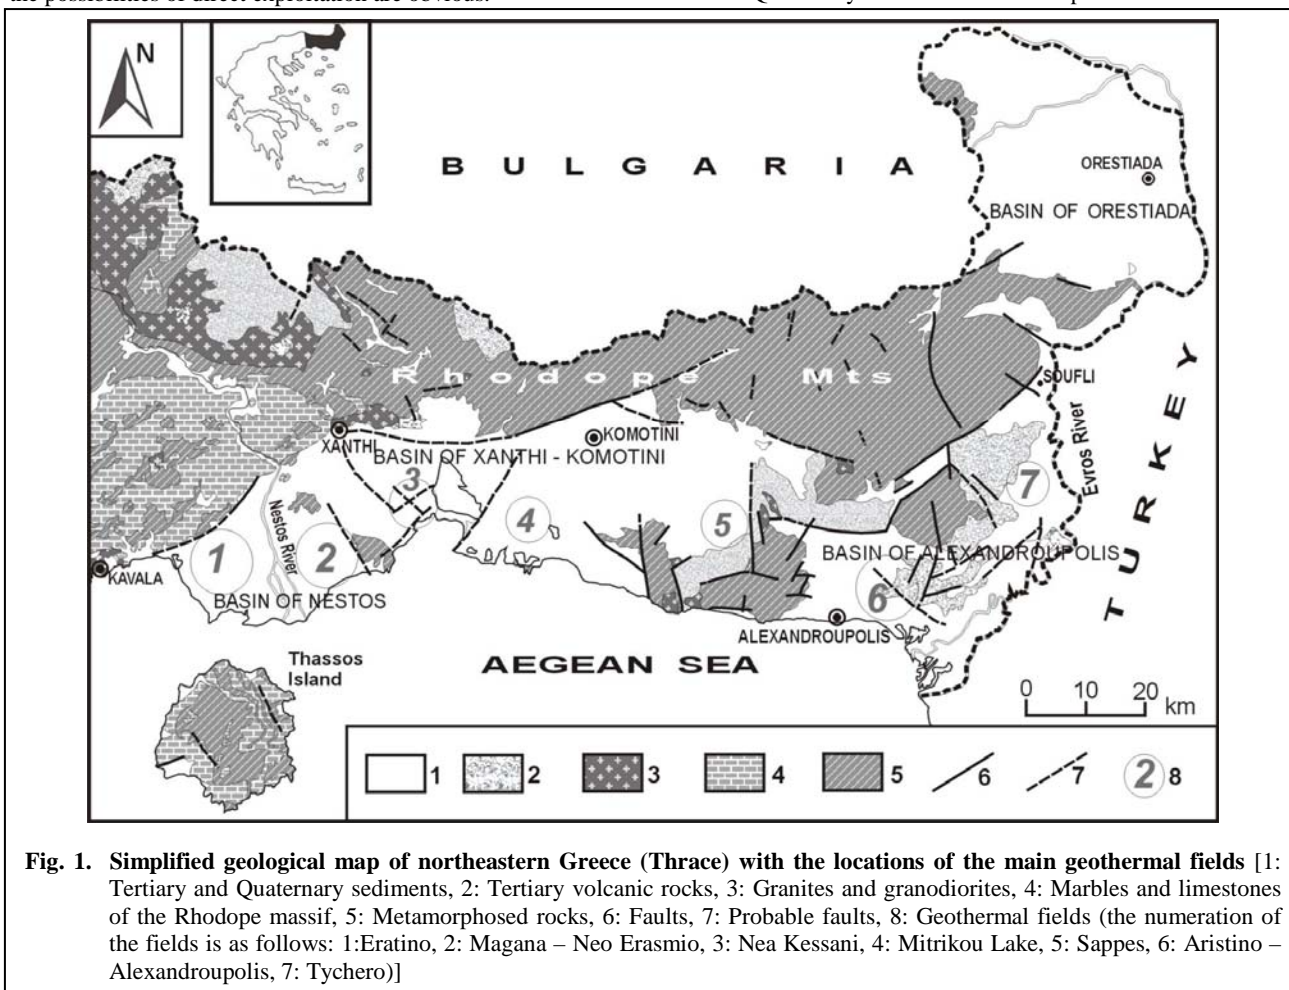 the possibilities of direct exploitation are obvious.
N
BULGARIA
ORESTIADA
BASIN OF ORESTIADA
Rhodope Mts
SOUFLI
XANTHI
KOMOTINI
BASIN OF XANTHI - KOMOTINI
Evros River
TURKEY
Nestos River
1
2
3
4
5
6
7
KAVALA
BASIN OF NESTOS
BASIN OF ALEXANDROUPOLIS
ALEXANDROUPOLIS
AEGEAN SEA
Thassos
Island
0 10 20
km
1 2 3 4 5 6 7 2 8
Fig. 1. Simplified geological map of northeastern Greece (Thrace) with the locations of the main geothermal fields [1:
Tertiary and Quaternary sediments, 2: Tertiary volcanic rocks, 3: Granites and granodiorites, 4: Marbles and limestones
of the Rhodope massif, 5: Metamorphosed rocks, 6: Faults, 7: Probable faults, 8: Geothermal fields (the numeration of
the fields is as follows: 1:Eratino, 2: Magana – Neo Erasmio, 3: Nea Kessani, 4: Mitrikou Lake, 5: Sappes, 6: Aristino –
Alexandroupolis, 7: Tychero)]